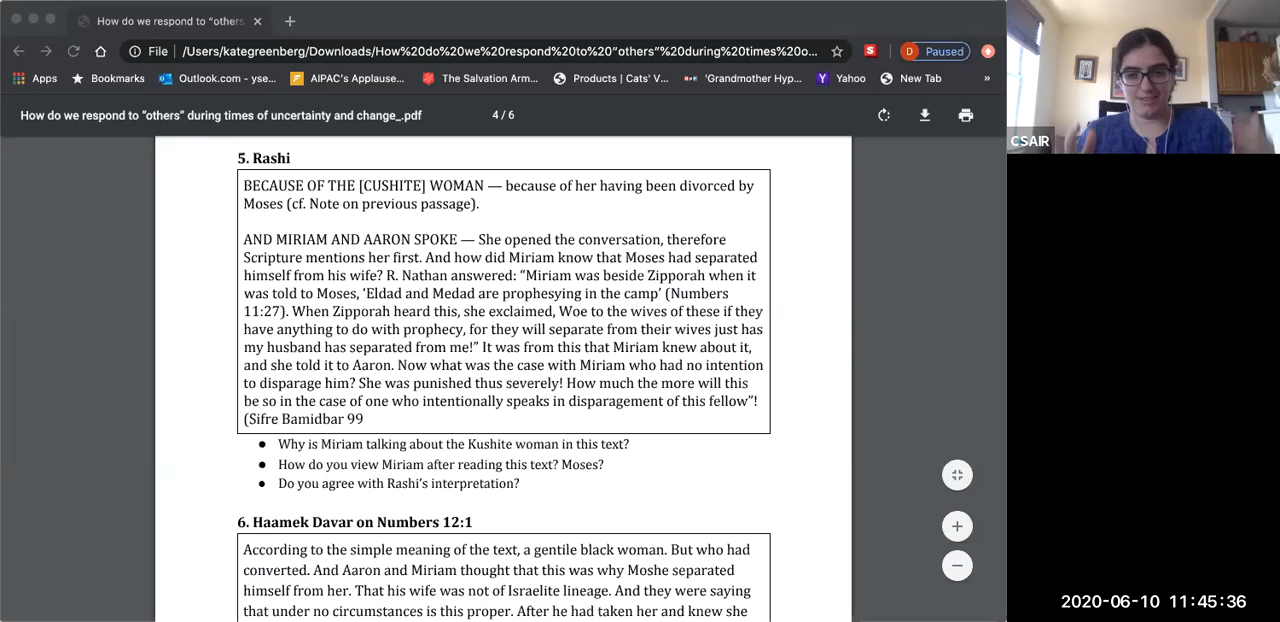 How do we respond to "others
File
/Users/kategreenberg/Downloads/How%20do%20we%20respond%20to%20"others"%20during%20times%20o...
S
D Paused
Apps
Bookmarks
Outlook.com - yse...
AIPAC's Applause...
The Salvation Arm...
Products | Cats' V...
'Grandmother Hyp...
Yahoo
New Tab
»
How do we respond to "others" during times of uncertainty and change_.pdf
4 / 6
CSAIR
5. Rashi
BECAUSE OF THE [CUSHITE] WOMAN — because of her having been divorced by
Moses (cf. Note on previous passage).
AND MIRIAM AND AARON SPOKE — She opened the conversation, therefore
Scripture mentions her first. And how did Miriam know that Moses had separated
himself from his wife? R. Nathan answered: "Miriam was beside Zipporah when it
was told to Moses, 'Eldad and Medad are prophesying in the camp' (Numbers
11:27). When Zipporah heard this, she exclaimed, Woe to the wives of these if they
have anything to do with prophecy, for they will separate from their wives just has
my husband has separated from me!" It was from this that Miriam knew about it,
and she told it to Aaron. Now what was the case with Miriam who had no intention
to disparage him? She was punished thus severely! How much the more will this
be so in the case of one who intentionally speaks in disparagement of this fellow"!
(Sifre Bamidbar 99
● Why is Miriam talking about the Kushite woman in this text?
● How do you view Miriam after reading this text? Moses?
● Do you agree with Rashi's interpretation?
6. Haamek Davar on Numbers 12:1
According to the simple meaning of the text, a gentile black woman. But who had
converted. And Aaron and Miriam thought that this was why Moshe separated
himself from her. That his wife was not of Israelite lineage. And they were saying
that under no circumstances is this proper. After he had taken her and knew she
2020-06-10 11:45:36